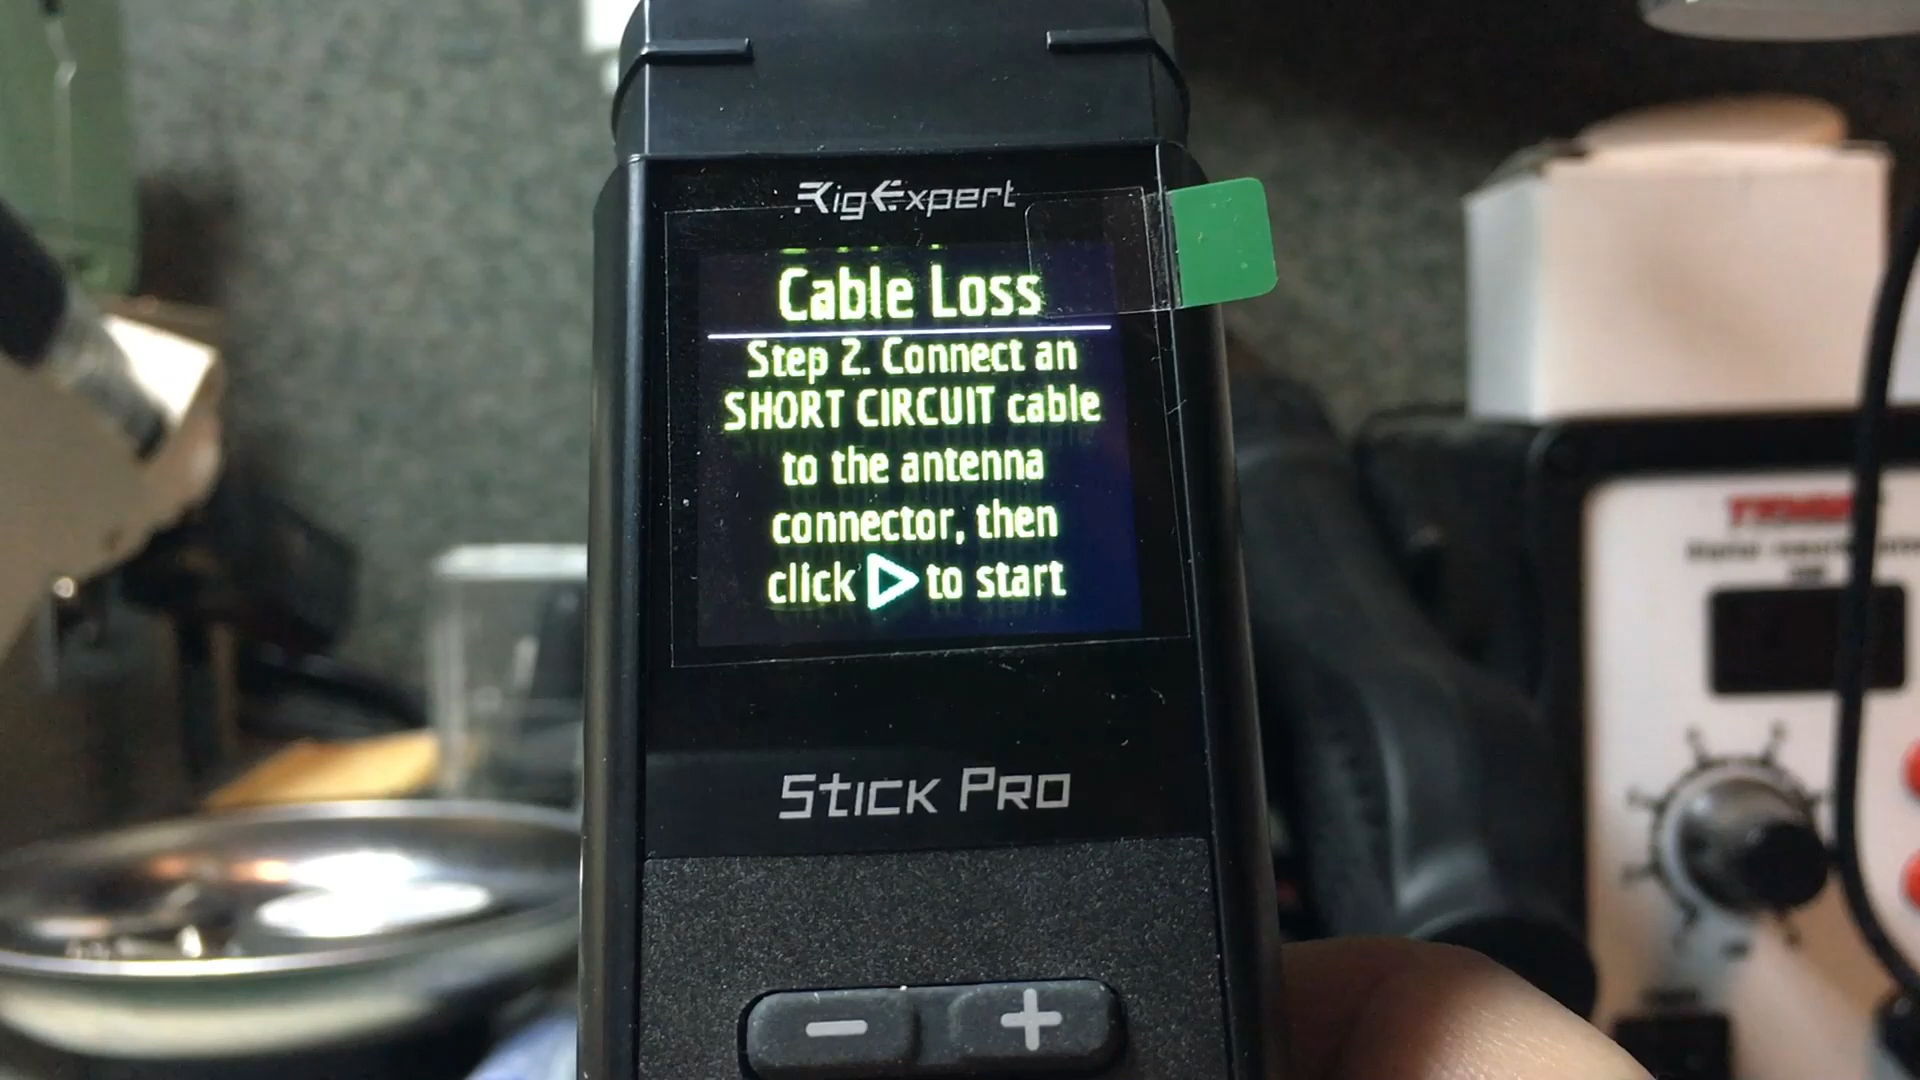 RigExpert
Cable Loss
Step 2. Connect an
SHORT CIRCUIT cable
to the antenna
connector, then
click ▷ to start
Stick Pro
− +